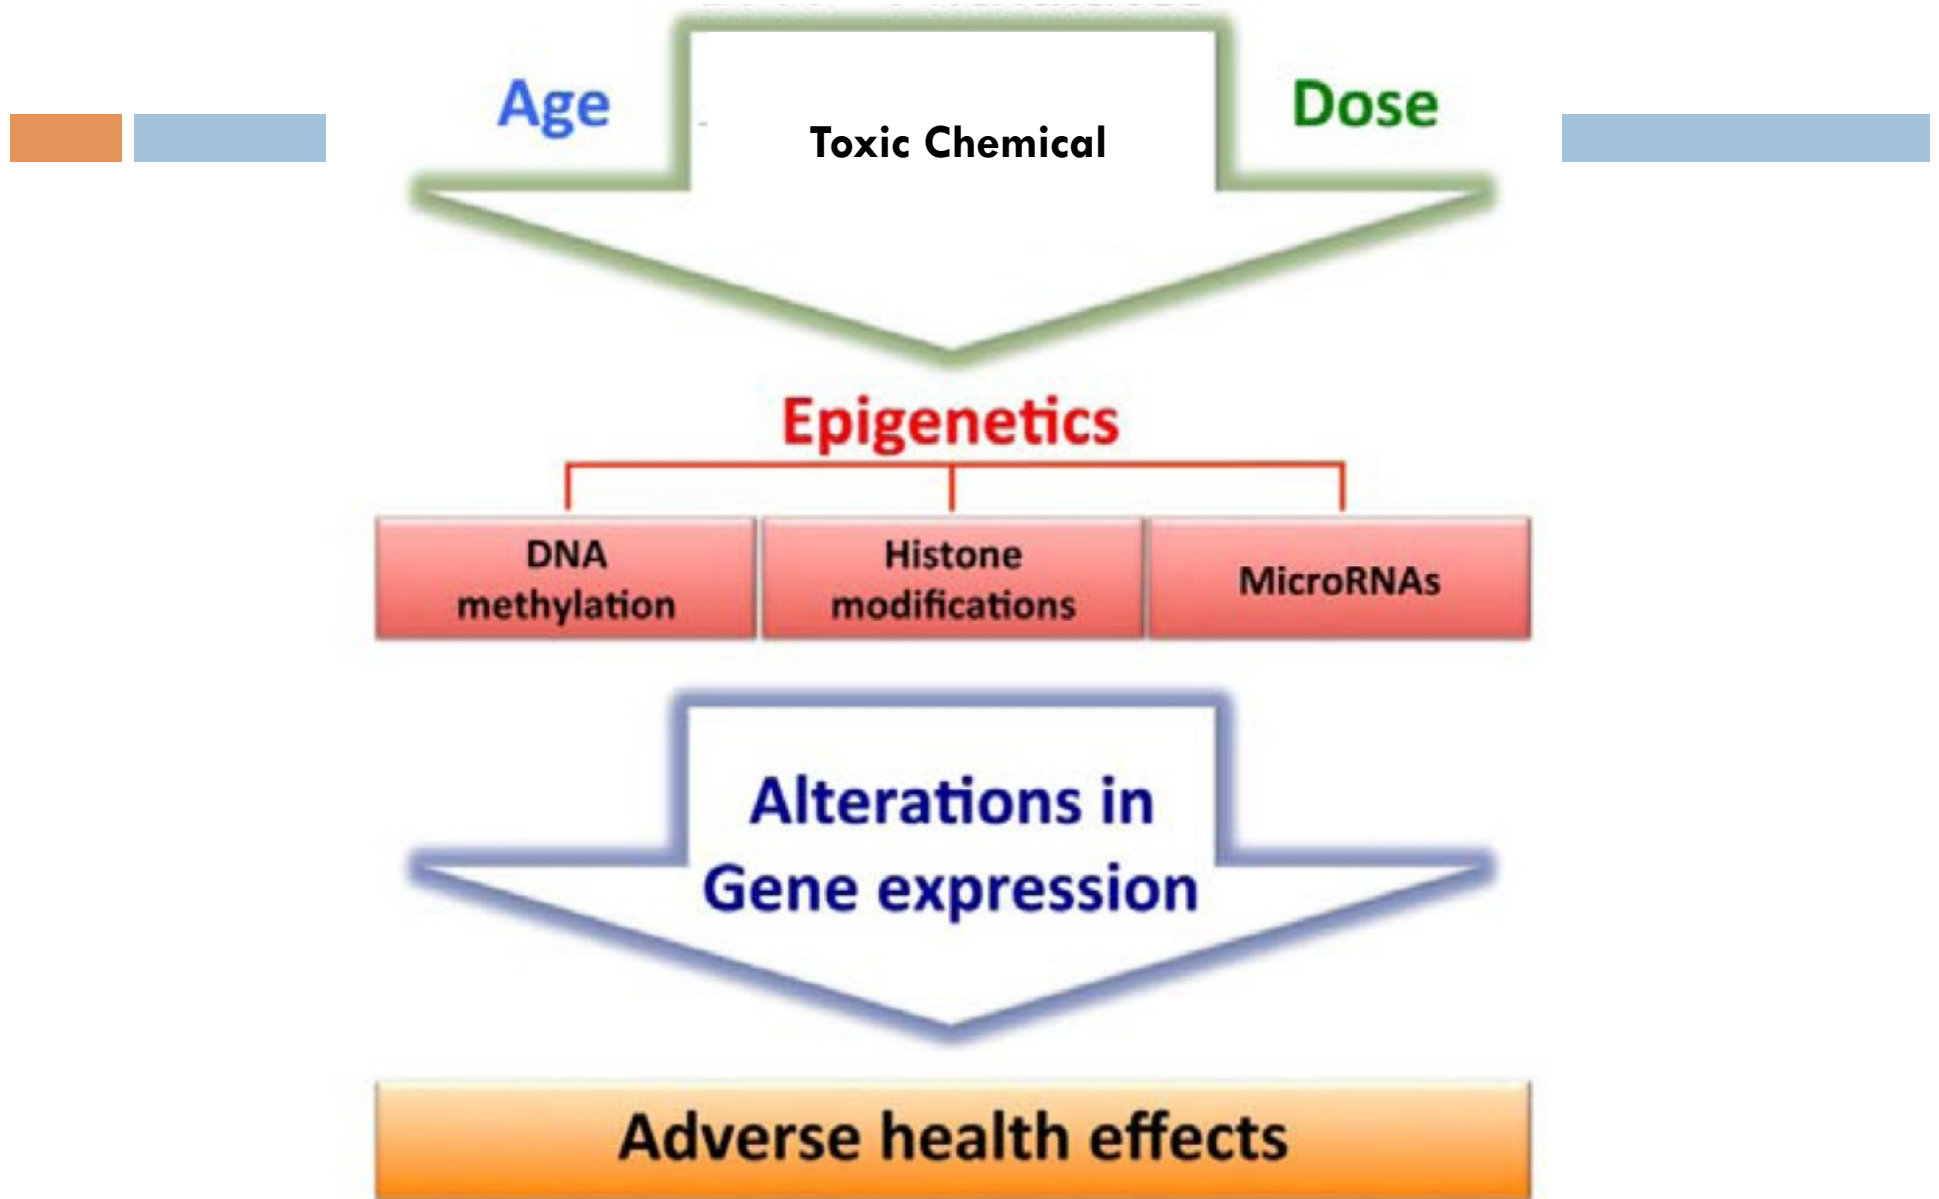 Age
Dose
Toxic Chemical
Epigenetics
DNA
methylation
Histone
modifications
MicroRNAs
Alterations in
Gene expression
Adverse health effects